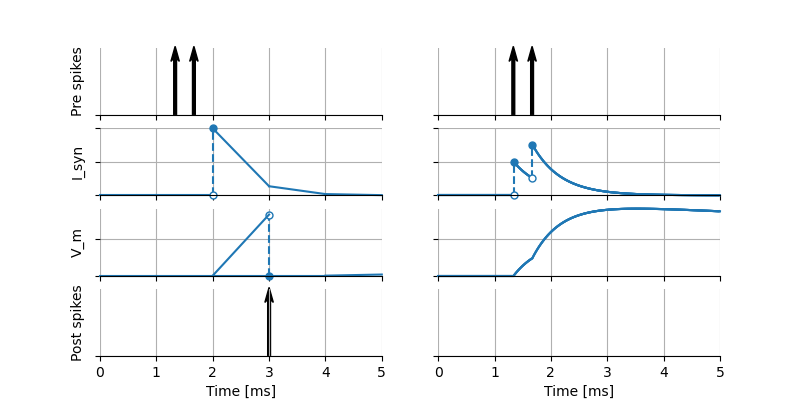 Pre spikes
I_syn
V_m
Post spikes
0 1 2 3 4 5
Time [ms]
0 1 2 3 4 5
Time [ms]